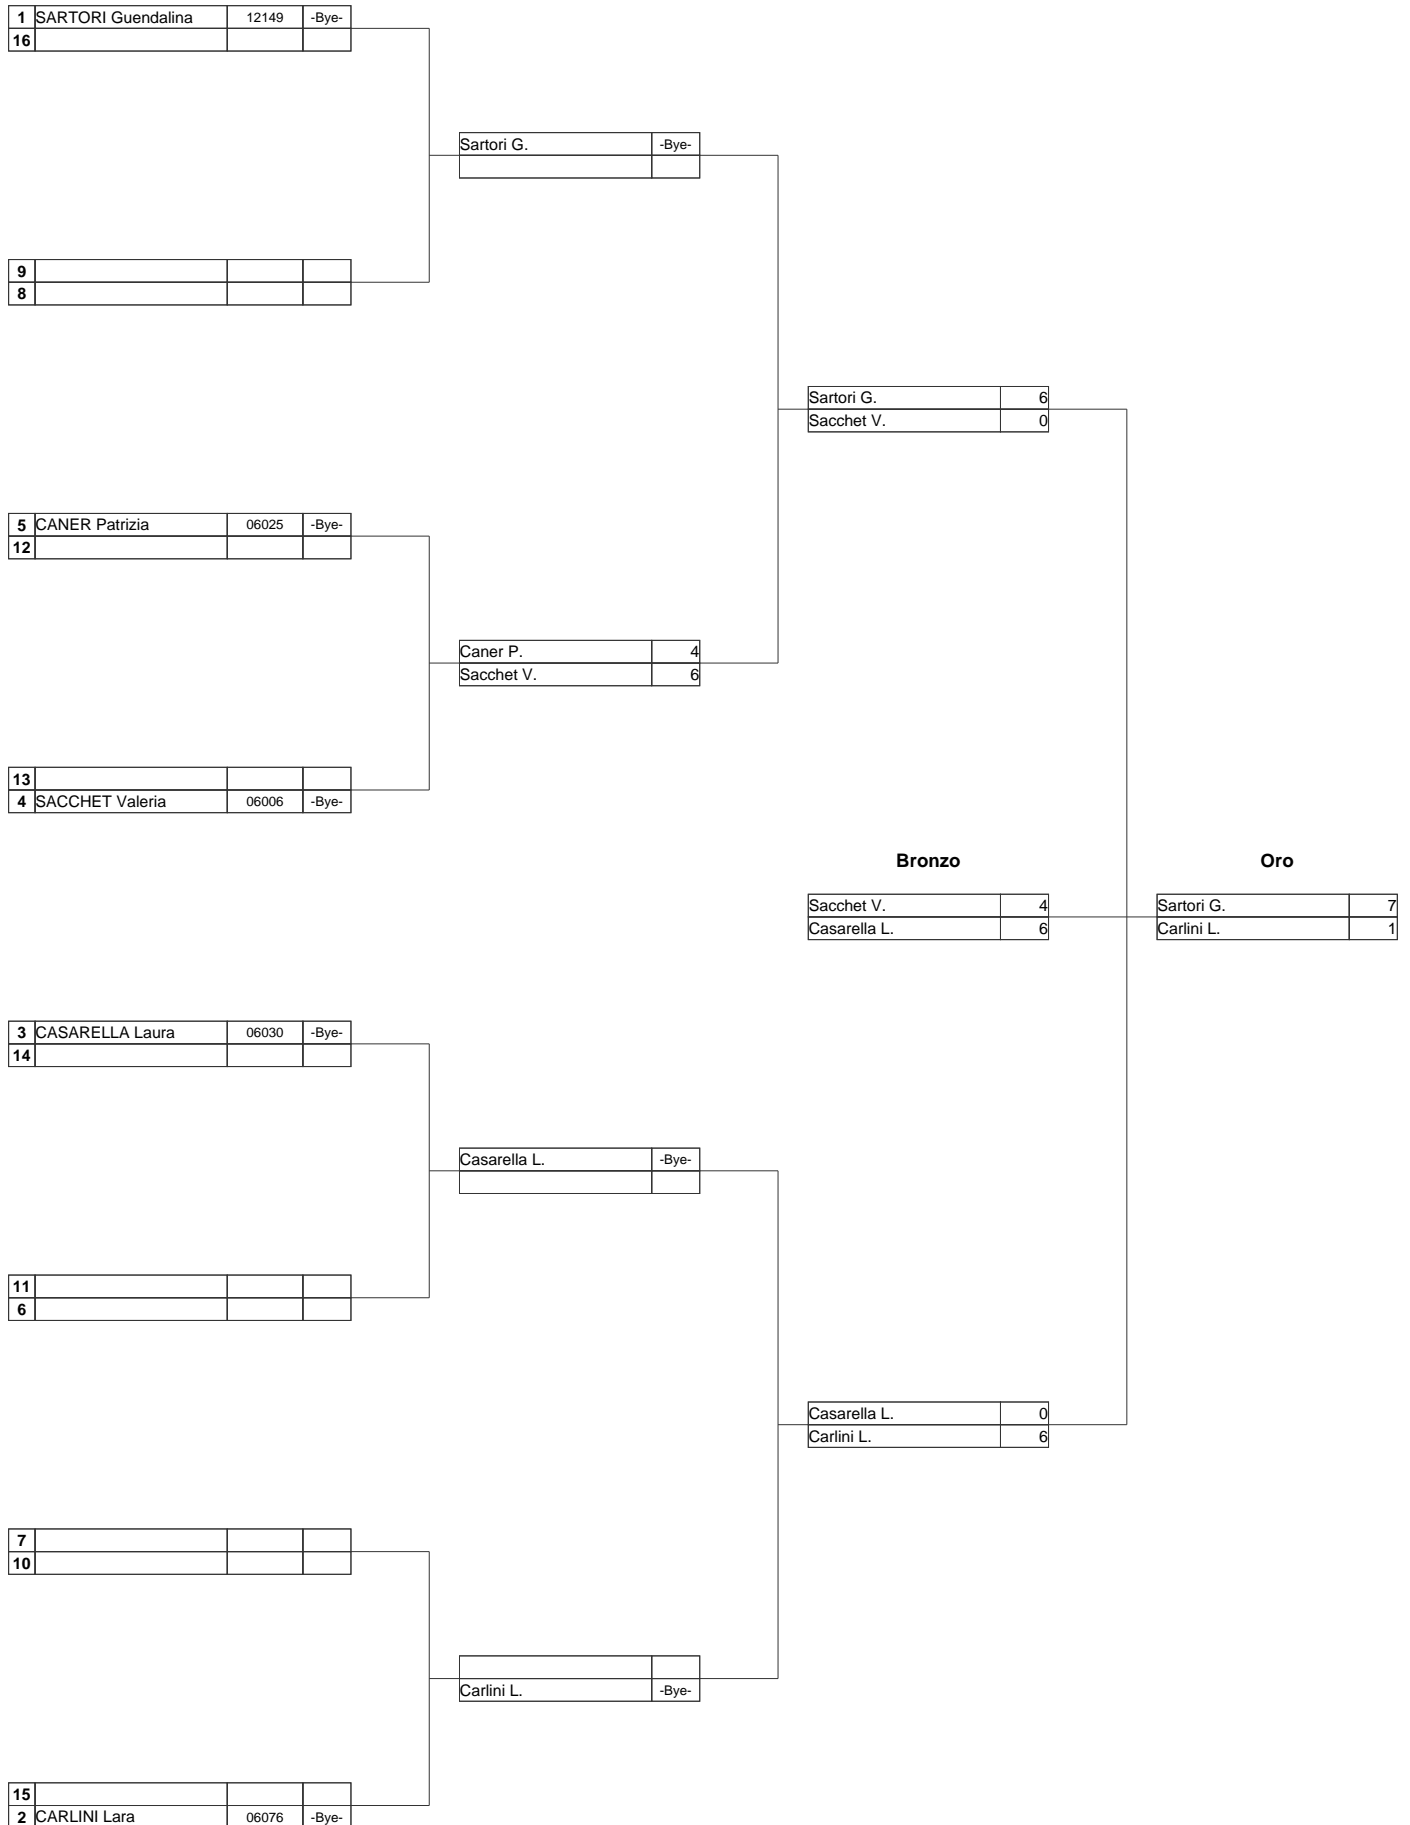 1 SARTORI Guendalina 12149 -Bye-
16
Sartori G. -Bye-
9
8
Sartori G. 6
Sacchet V. 0
5 CANER Patrizia 06025 -Bye-
12
Caner P. 4
Sacchet V. 6
13
4 SACCHET Valeria 06006 -Bye-
Bronzo Oro
Sacchet V. 4 Sartori G. 7
Casarella L. 6 Carlini L. 1
3 CASARELLA Laura 06030 -Bye-
14
Casarella L. -Bye-
11
6
Casarella L. 0
Carlini L. 6
7
10
Carlini L. -Bye-
15
2 CARLINI Lara 06076 -Bye-